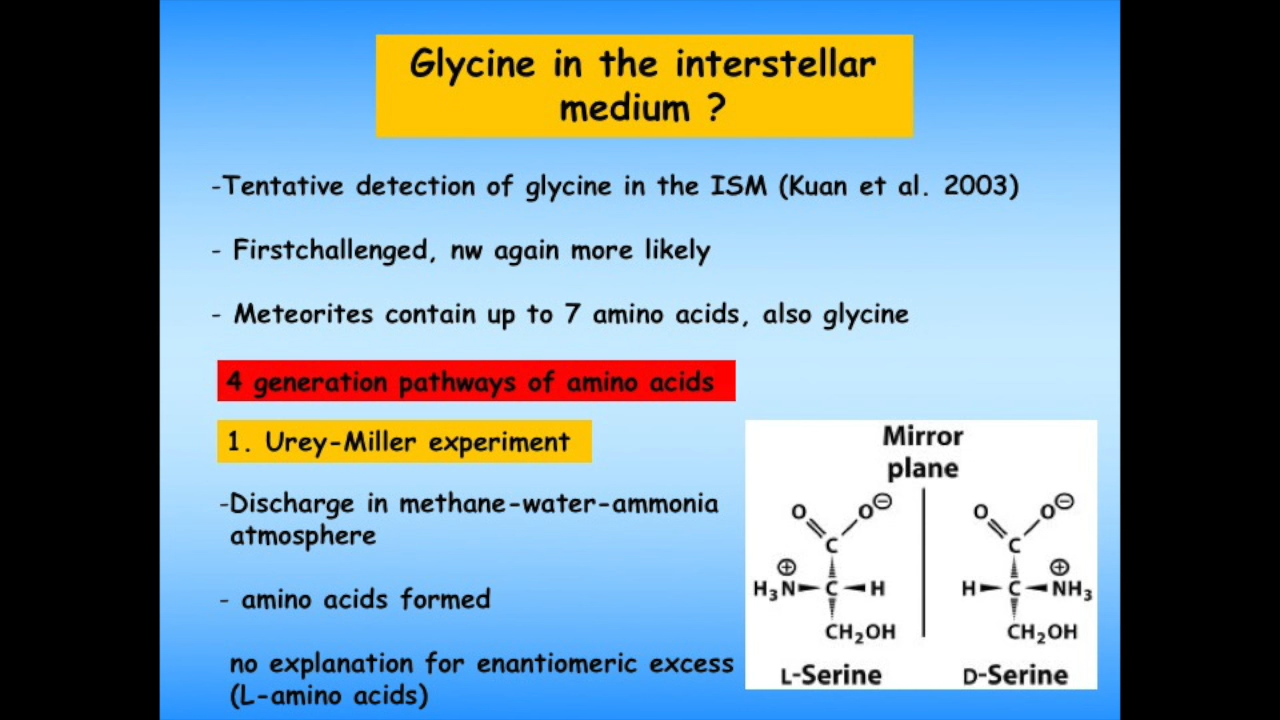 Glycine in the interstellar
medium ?
-Tentative detection of glycine in the ISM (Kuan et al. 2003)
- Firstchallenged, nw again more likely
- Meteorites contain up to 7 amino acids, also glycine
4 generation pathways of amino acids
1. Urey-Miller experiment
-Discharge in methane-water-ammonia
atmosphere
- amino acids formed
no explanation for enantiomeric excess
(L-amino acids)
Mirror
plane
O O⊖ O O⊖
C C
⊕ ⊕
H₃N C H H C NH₃
CH₂OH CH₂OH
L-Serine D-Serine